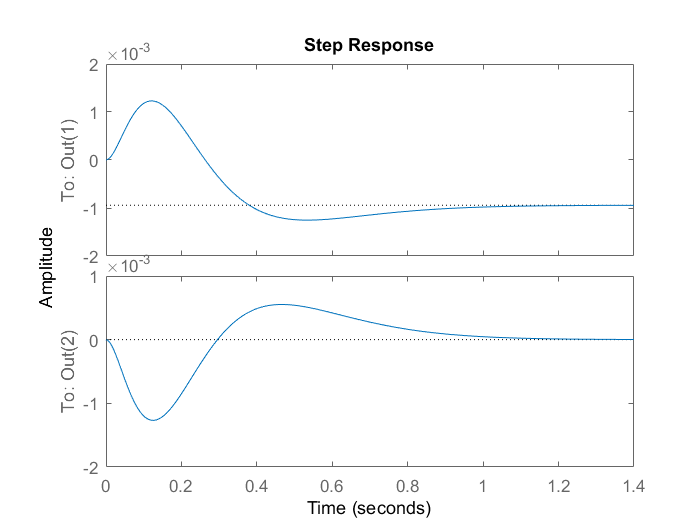 Step Response
×10-3
2
1
0
-1
-2
To: Out(1)
Amplitude
×10-3
1
0
-1
-2
To: Out(2)
0 0.2 0.4 0.6 0.8 1 1.2 1.4
Time (seconds)